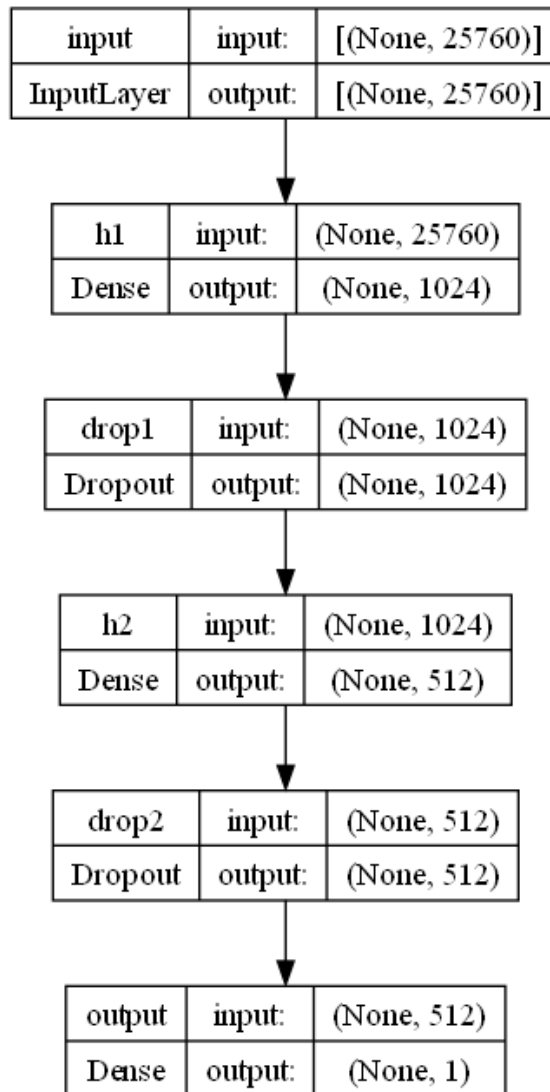 input input: [(None, 25760)]
InputLayer output: [(None, 25760)]
h1 input: (None, 25760)
Dense output: (None, 1024)
drop1 input: (None, 1024)
Dropout output: (None, 1024)
h2 input: (None, 1024)
Dense output: (None, 512)
drop2 input: (None, 512)
Dropout output: (None, 512)
output input: (None, 512)
Dense output: (None, 1)